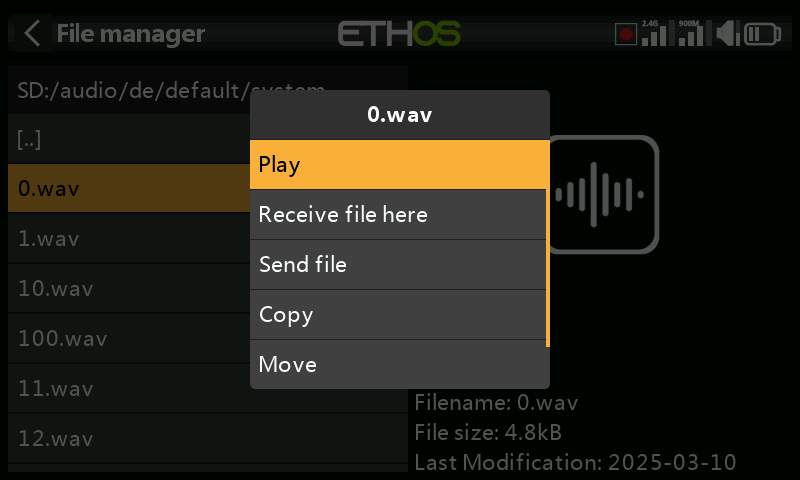 File manager
ETHOS
2.4G
900M
SD:/audio/de/default/system
[..]
0.wav
1.wav
10.wav
100.wav
11.wav
12.wav
0.wav
Play
Receive file here
Send file
Copy
Move
Filename: 0.wav
File size: 4.8kB
Last Modification: 2025-03-10